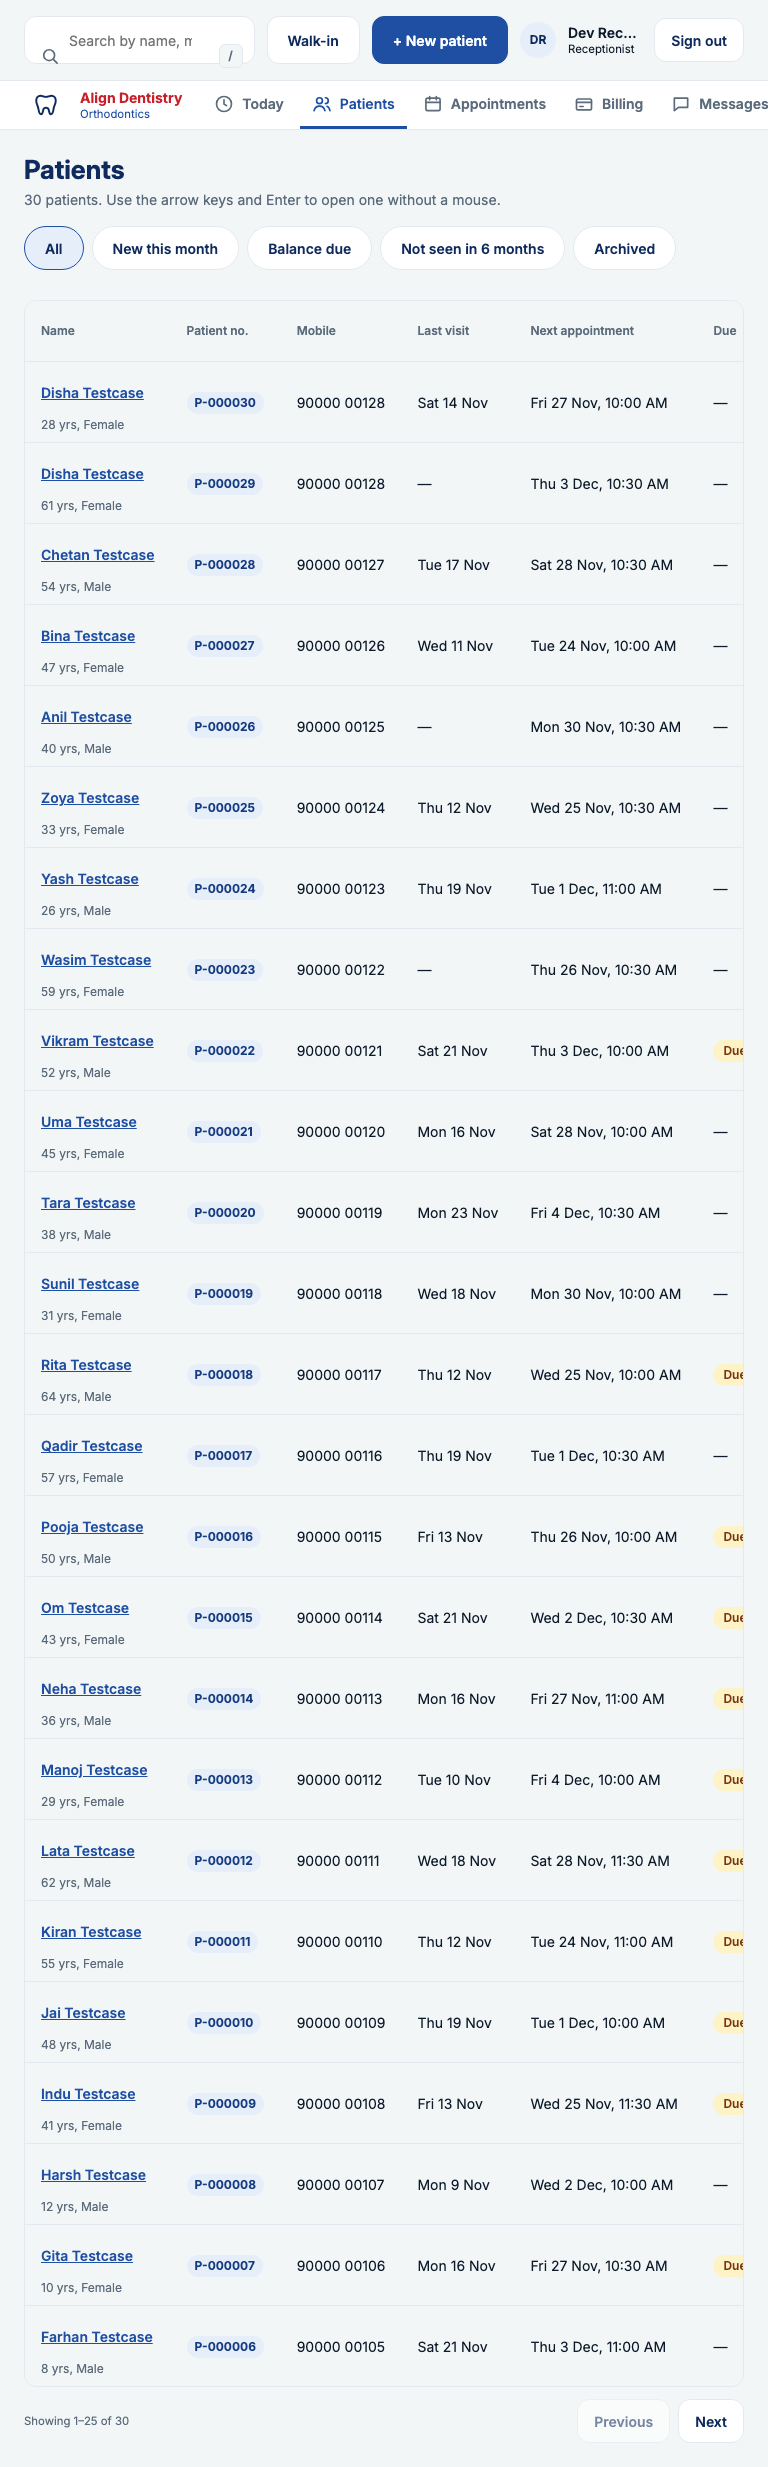 Search by name, m
/
Walk-in
+ New patient
DR
Dev Rec...
Receptionist
Sign out
Align Dentistry
Orthodontics
Today
Patients
Appointments
Billing
Messages
Patients
30 patients. Use the arrow keys and Enter to open one without a mouse.
All
New this month
Balance due
Not seen in 6 months
Archived
Name Patient no. Mobile Last visit Next appointment Due
Disha Testcase
28 yrs, Female
P-000030 90000 00128 Sat 14 Nov Fri 27 Nov, 10:00 AM —
Disha Testcase
61 yrs, Female
P-000029 90000 00128 — Thu 3 Dec, 10:30 AM —
Chetan Testcase
54 yrs, Male
P-000028 90000 00127 Tue 17 Nov Sat 28 Nov, 10:30 AM —
Bina Testcase
47 yrs, Female
P-000027 90000 00126 Wed 11 Nov Tue 24 Nov, 10:00 AM —
Anil Testcase
40 yrs, Male
P-000026 90000 00125 — Mon 30 Nov, 10:30 AM —
Zoya Testcase
33 yrs, Female
P-000025 90000 00124 Thu 12 Nov Wed 25 Nov, 10:30 AM —
Yash Testcase
26 yrs, Male
P-000024 90000 00123 Thu 19 Nov Tue 1 Dec, 11:00 AM —
Wasim Testcase
59 yrs, Female
P-000023 90000 00122 — Thu 26 Nov, 10:30 AM —
Vikram Testcase
52 yrs, Male
P-000022 90000 00121 Sat 21 Nov Thu 3 Dec, 10:00 AM Due
Uma Testcase
45 yrs, Female
P-000021 90000 00120 Mon 16 Nov Sat 28 Nov, 10:00 AM —
Tara Testcase
38 yrs, Male
P-000020 90000 00119 Mon 23 Nov Fri 4 Dec, 10:30 AM —
Sunil Testcase
31 yrs, Female
P-000019 90000 00118 Wed 18 Nov Mon 30 Nov, 10:00 AM —
Rita Testcase
64 yrs, Male
P-000018 90000 00117 Thu 12 Nov Wed 25 Nov, 10:00 AM Due
Qadir Testcase
57 yrs, Female
P-000017 90000 00116 Thu 19 Nov Tue 1 Dec, 10:30 AM —
Pooja Testcase
50 yrs, Male
P-000016 90000 00115 Fri 13 Nov Thu 26 Nov, 10:00 AM Due
Om Testcase
43 yrs, Female
P-000015 90000 00114 Sat 21 Nov Wed 2 Dec, 10:30 AM Due
Neha Testcase
36 yrs, Male
P-000014 90000 00113 Mon 16 Nov Fri 27 Nov, 11:00 AM Due
Manoj Testcase
29 yrs, Female
P-000013 90000 00112 Tue 10 Nov Fri 4 Dec, 10:00 AM Due
Lata Testcase
62 yrs, Male
P-000012 90000 00111 Wed 18 Nov Sat 28 Nov, 11:30 AM Due
Kiran Testcase
55 yrs, Female
P-000011 90000 00110 Thu 12 Nov Tue 24 Nov, 11:00 AM Due
Jai Testcase
48 yrs, Male
P-000010 90000 00109 Thu 19 Nov Tue 1 Dec, 10:00 AM Due
Indu Testcase
41 yrs, Female
P-000009 90000 00108 Fri 13 Nov Wed 25 Nov, 11:30 AM Due
Harsh Testcase
12 yrs, Male
P-000008 90000 00107 Mon 9 Nov Wed 2 Dec, 10:00 AM —
Gita Testcase
10 yrs, Female
P-000007 90000 00106 Mon 16 Nov Fri 27 Nov, 10:30 AM Due
Farhan Testcase
8 yrs, Male
P-000006 90000 00105 Sat 21 Nov Thu 3 Dec, 11:00 AM —
Showing 1–25 of 30
Previous
Next